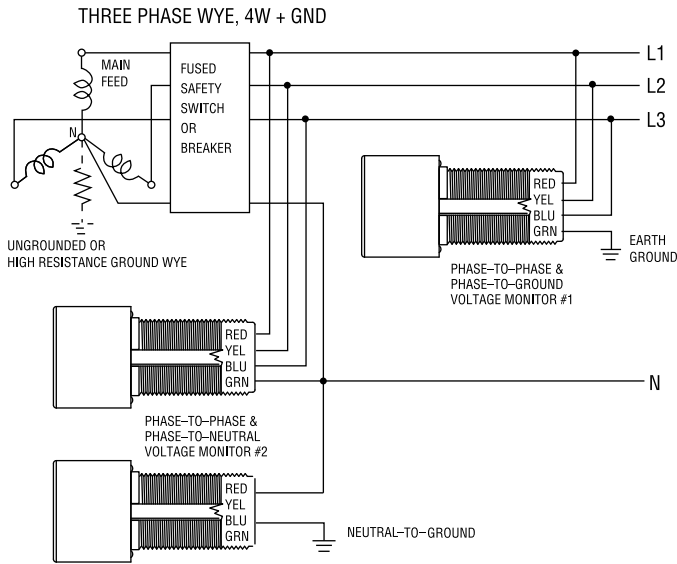 THREE PHASE WYE, 4W + GND
MAIN
FEED
FUSED
SAFETY
SWITCH
OR
BREAKER
L1
L2
L3
N
UNGROUNDED OR
HIGH RESISTANCE GROUND WYE
RED
YEL
BLU
GRN
EARTH
GROUND
PHASE–TO–PHASE &
PHASE–TO–GROUND
VOLTAGE MONITOR #1
RED
YEL
BLU
GRN
N
PHASE–TO–PHASE &
PHASE–TO–NEUTRAL
VOLTAGE MONITOR #2
RED
YEL
BLU
GRN
NEUTRAL–TO–GROUND